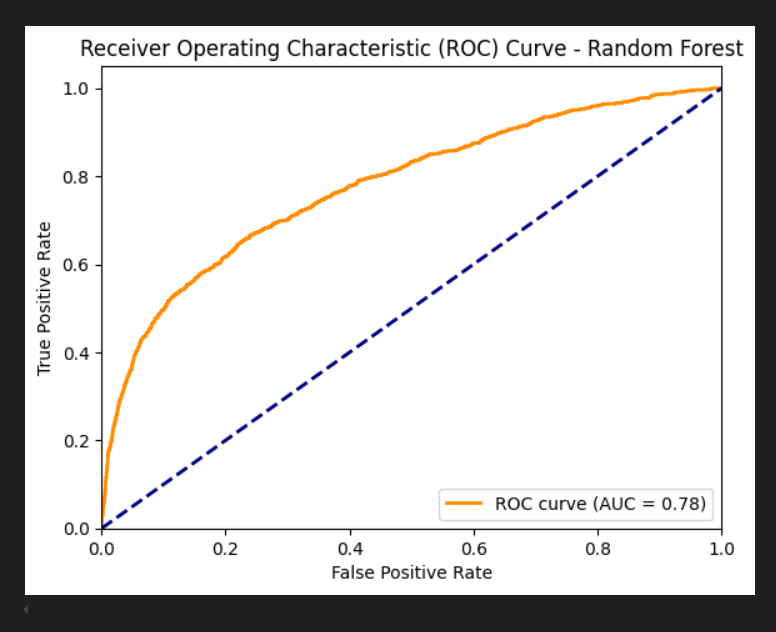 Receiver Operating Characteristic (ROC) Curve - Random Forest
1.0
0.8
0.6
0.4
0.2
0.0
True Positive Rate
ROC curve (AUC = 0.78)
0.0 0.2 0.4 0.6 0.8 1.0
False Positive Rate